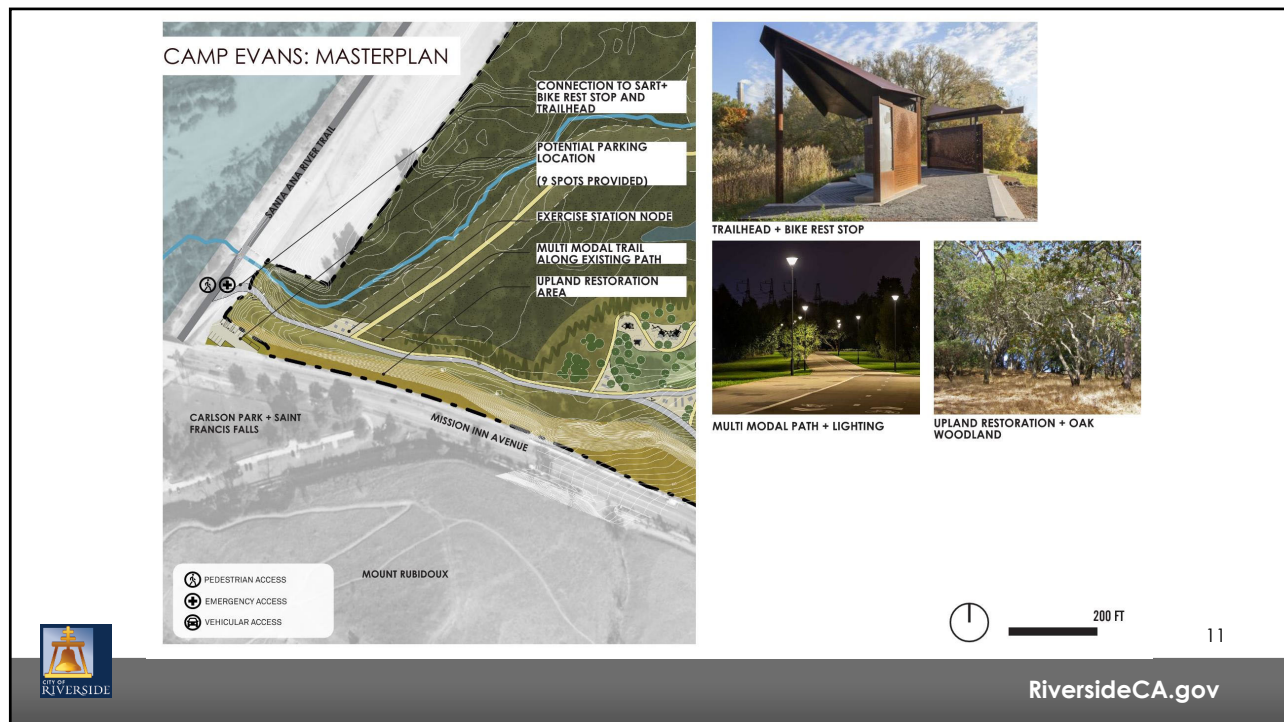 CAMP EVANS: MASTERPLAN
CONNECTION TO SART+
BIKE REST STOP AND
TRAILHEAD
POTENTIAL PARKING
LOCATION
(9 SPOTS PROVIDED)
EXERCISE STATION NODE
MULTI MODAL TRAIL
ALONG EXISTING PATH
UPLAND RESTORATION
AREA
SANTA ANA RIVER TRAIL
CARLSON PARK + SAINT
FRANCIS FALLS
MISSION INN AVENUE
MOUNT RUBIDOUX
PEDESTRIAN ACCESS
EMERGENCY ACCESS
VEHICULAR ACCESS
TRAILHEAD + BIKE REST STOP
MULTI MODAL PATH + LIGHTING
UPLAND RESTORATION + OAK
WOODLAND
200 FT
11
CITY OF
RIVERSIDE
RiversideCA.gov